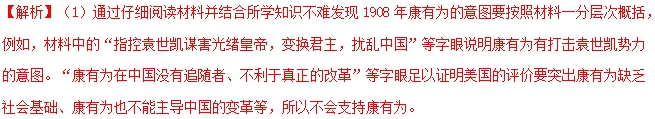 【解析】（1）通过仔细阅读材料并结合所学知识不难发现 1908 年康有为的意图要按照材料一分层次概括，
例如，材料中的“指控袁世凯谋害光绪皇帝，变换君主，扰乱中国”等字眼说明康有为有打击袁世凯势力
的意图。“康有为在中国没有追随者、不利于真正的改革”等字眼足以证明美国的评价要突出康有为缺乏
社会基础、康有为也不能主导中国的变革等，所以不会支持康有为。